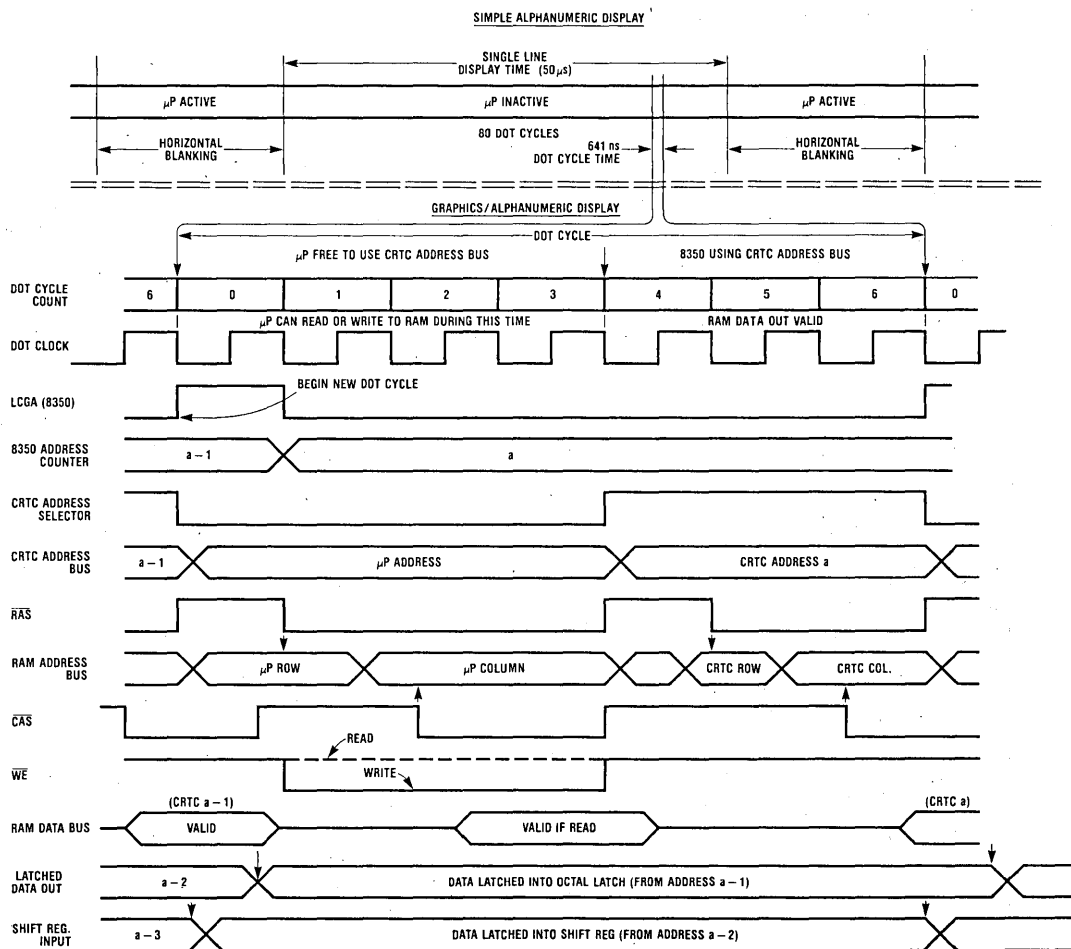 SIMPLE ALPHANUMERIC DISPLAY
SINGLE LINE
DISPLAY TIME (50 μs)
μP ACTIVE
μP INACTIVE
μP ACTIVE
HORIZONTAL
BLANKING
80 DOT CYCLES
641 ns
DOT CYCLE TIME
HORIZONTAL
BLANKING
GRAPHICS/ALPHANUMERIC DISPLAY
DOT CYCLE
μP FREE TO USE CRTC ADDRESS BUS
8350 USING CRTC ADDRESS BUS
DOT CYCLE
COUNT
6 0 1 2 3 4 5 6 0
μP CAN READ OR WRITE TO RAM DURING THIS TIME
RAM DATA OUT VALID
DOT CLOCK
BEGIN NEW DOT CYCLE
LCGA (8350)
8350 ADDRESS
COUNTER
a – 1
a
CRTC ADDRESS
SELECTOR
CRTC ADDRESS
BUS
a – 1
μP ADDRESS
CRTC ADDRESS a
RAS
RAM ADDRESS
BUS
μP ROW
μP COLUMN
CRTC ROW
CRTC COL.
CAS
READ
WE
WRITE
(CRTC a – 1)
(CRTC a)
RAM DATA BUS
VALID
VALID IF READ
LATCHED
DATA OUT
a – 2
DATA LATCHED INTO OCTAL LATCH (FROM ADDRESS a – 1)
SHIFT REG.
INPUT
a – 3
DATA LATCHED INTO SHIFT REG (FROM ADDRESS a – 2)